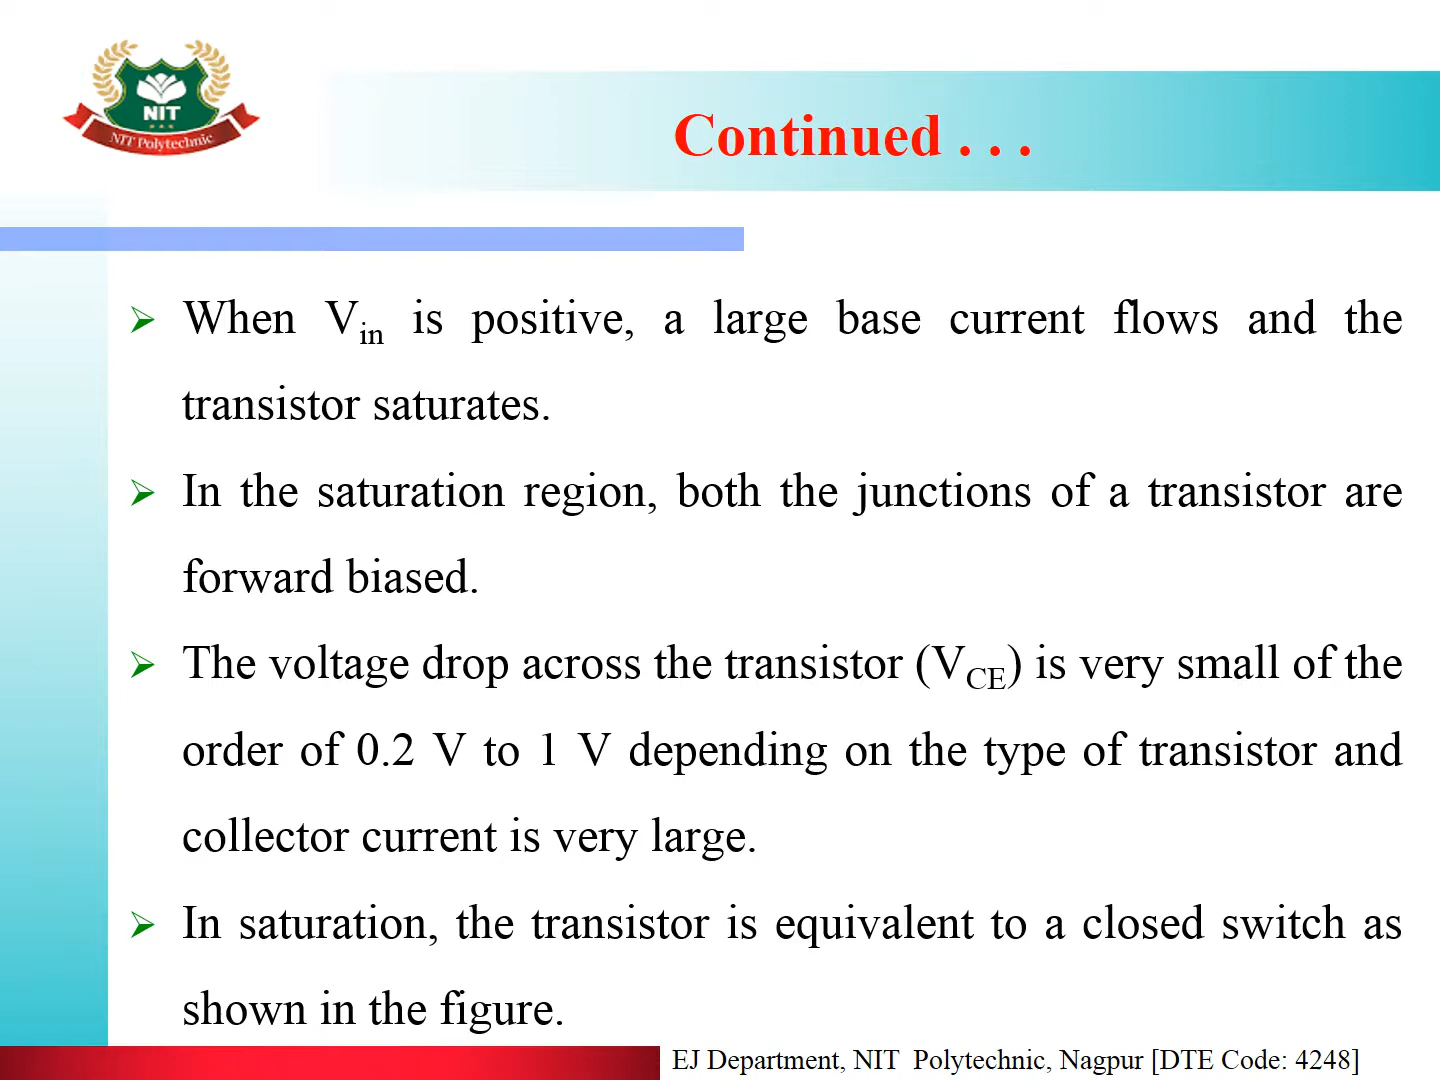 NIT
NIT Polytechnic
Continued . . .
When Vin is positive, a large base current flows and the
transistor saturates.
In the saturation region, both the junctions of a transistor are
forward biased.
The voltage drop across the transistor (VCE) is very small of the
order of 0.2 V to 1 V depending on the type of transistor and
collector current is very large.
In saturation, the transistor is equivalent to a closed switch as
shown in the figure.
EJ Department, NIT Polytechnic, Nagpur [DTE Code: 4248]